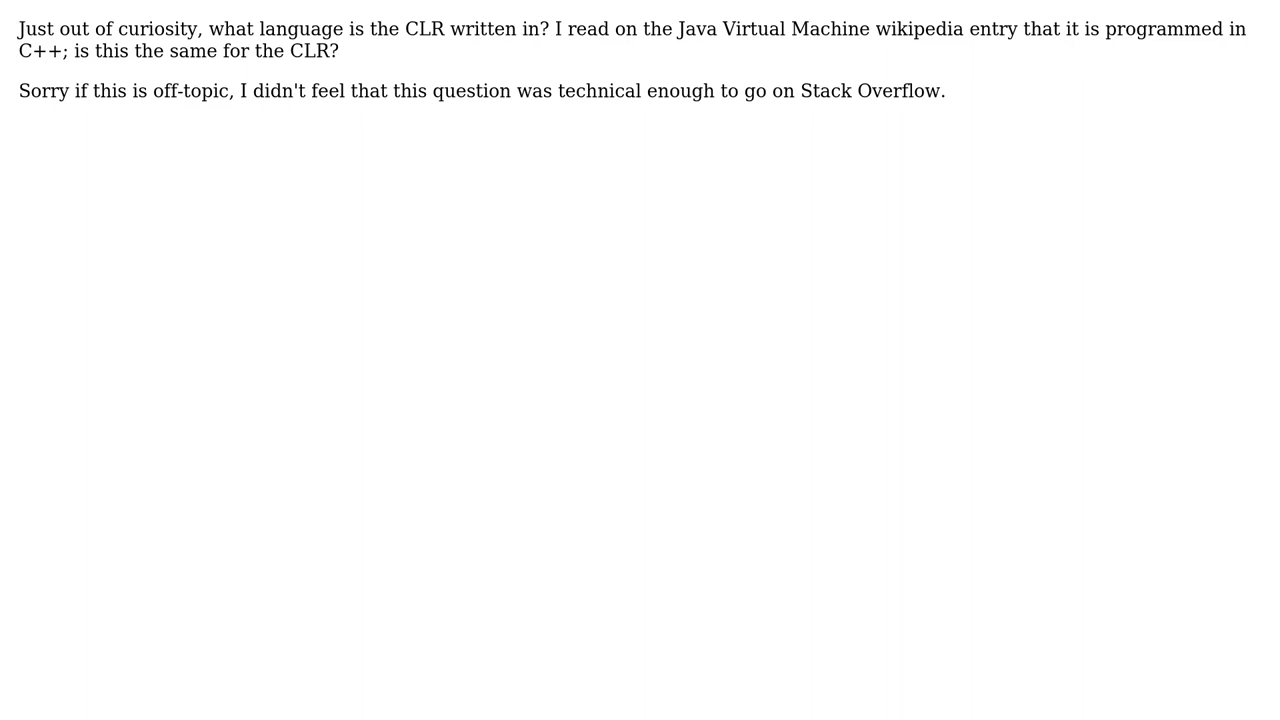 Just out of curiosity, what language is the CLR written in? I read on the Java Virtual Machine wikipedia entry that it is programmed in
C++; is this the same for the CLR?
Sorry if this is off-topic, I didn't feel that this question was technical enough to go on Stack Overflow.